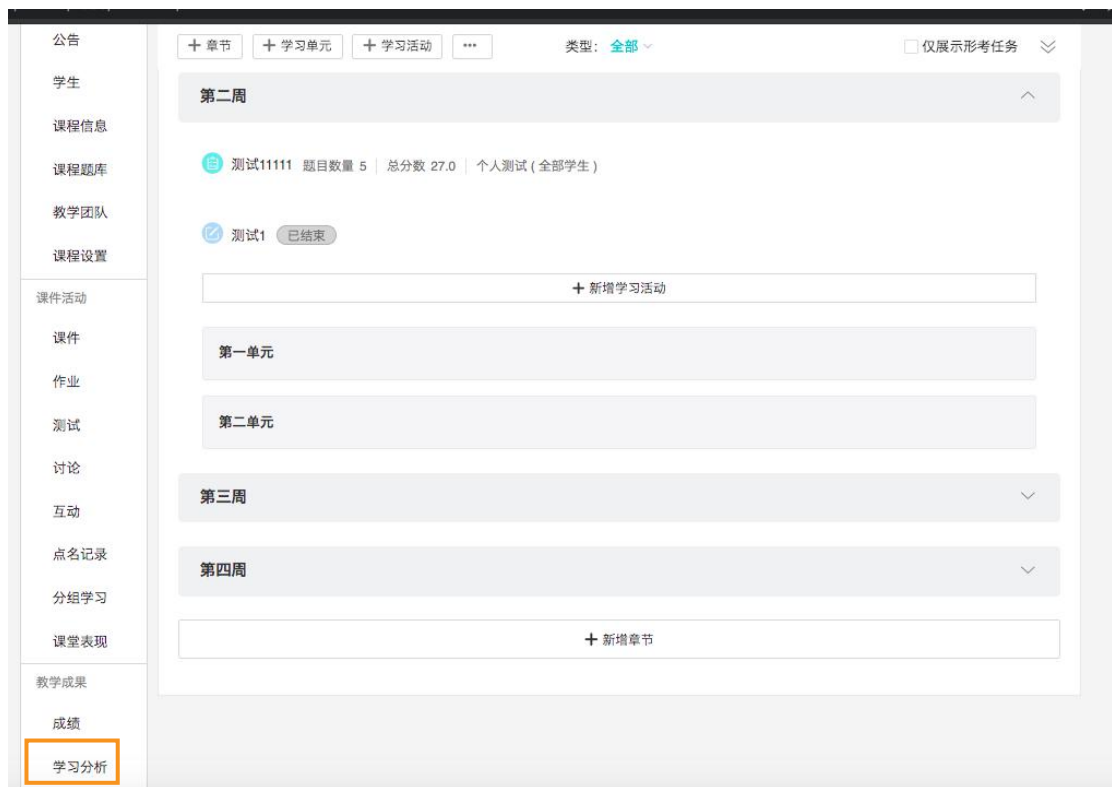 公告
学生
课程信息
课程题库
教学团队
课程设置
课件活动
课件
作业
测试
讨论
互动
点名记录
分组学习
课堂表现
教学成果
成绩
学习分析
+ 章节 + 学习单元 + 学习活动 ••• 类型: 全部 仅展示形考任务
第二周
测试11111 题目数量 5 | 总分数 27.0 | 个人测试 ( 全部学生 )
测试1 已结束
+ 新增学习活动
第一单元
第二单元
第三周
第四周
+ 新增章节